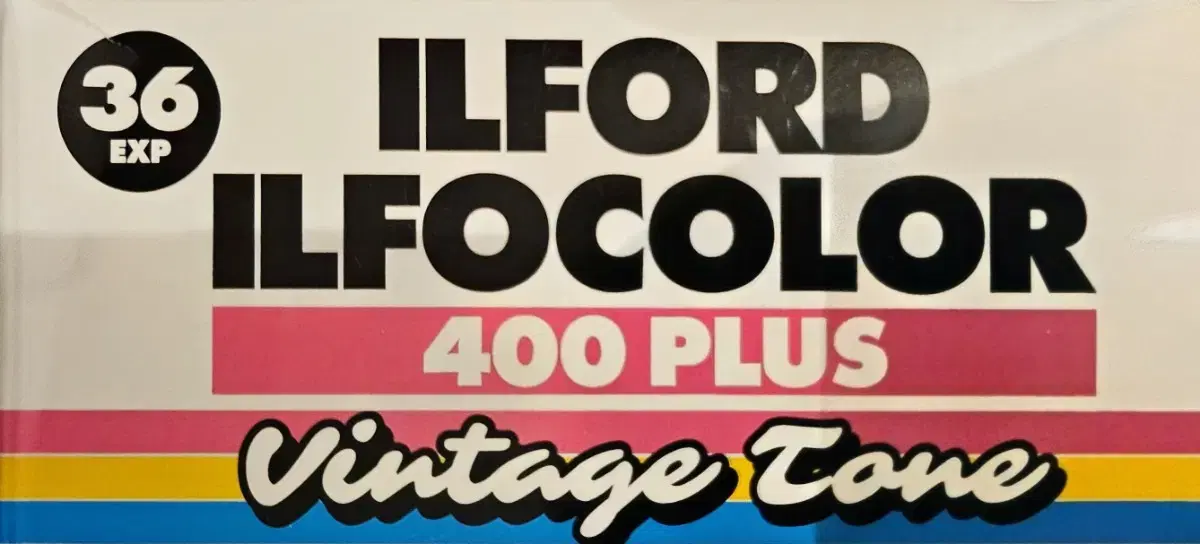 36
EXP
ILFORD
ILFOCOLOR
400 PLUS
Vintage Tone